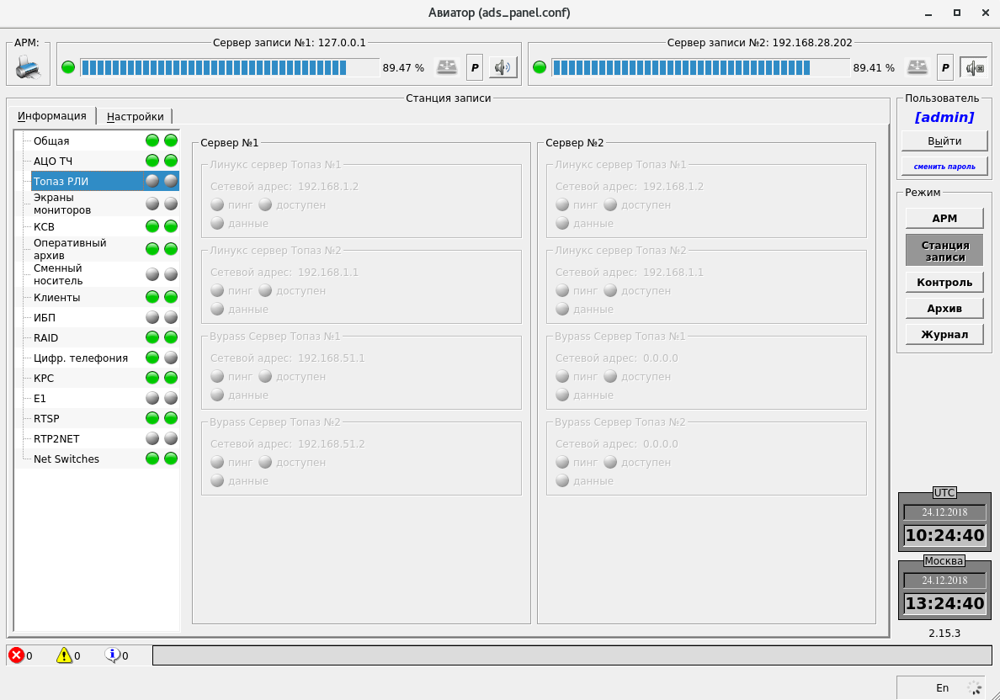 Авиатор (ads_panel.conf)
АРМ:
Сервер записи №1: 127.0.0.1
89.47 %
P
Сервер записи №2: 192.168.28.202
89.41 %
P
Станция записи
Информация
Настройки
Общая
АЦО ТЧ
Топаз РЛИ
Экраны
мониторов
КСВ
Оперативный
архив
Сменный
носитель
Клиенты
ИБП
RAID
Цифр. телефония
КРС
E1
RTSP
RTP2NET
Net Switches
Сервер №1
Линукс сервер Топаз №1
Сетевой адрес: 192.168.1.2
пинг доступен
данные
Линукс сервер Топаз №2
Сетевой адрес: 192.168.1.1
пинг доступен
данные
Bypass Сервер Топаз №1
Сетевой адрес: 192.168.51.1
пинг доступен
данные
Bypass Сервер Топаз №2
Сетевой адрес: 192.168.51.2
пинг доступен
данные
Сервер №2
Линукс сервер Топаз №1
Сетевой адрес: 192.168.1.2
пинг доступен
данные
Линукс сервер Топаз №2
Сетевой адрес: 192.168.1.1
пинг доступен
данные
Bypass Сервер Топаз №1
Сетевой адрес: 0.0.0.0
пинг доступен
данные
Bypass Сервер Топаз №2
Сетевой адрес: 0.0.0.0
пинг доступен
данные
Пользователь
[admin]
Выйти
сменить пароль
Режим
АРМ
Станция
записи
Контроль
Архив
Журнал
UTC
24.12.2018
10:24:40
Москва
24.12.2018
13:24:40
2.15.3
0
0
0
En